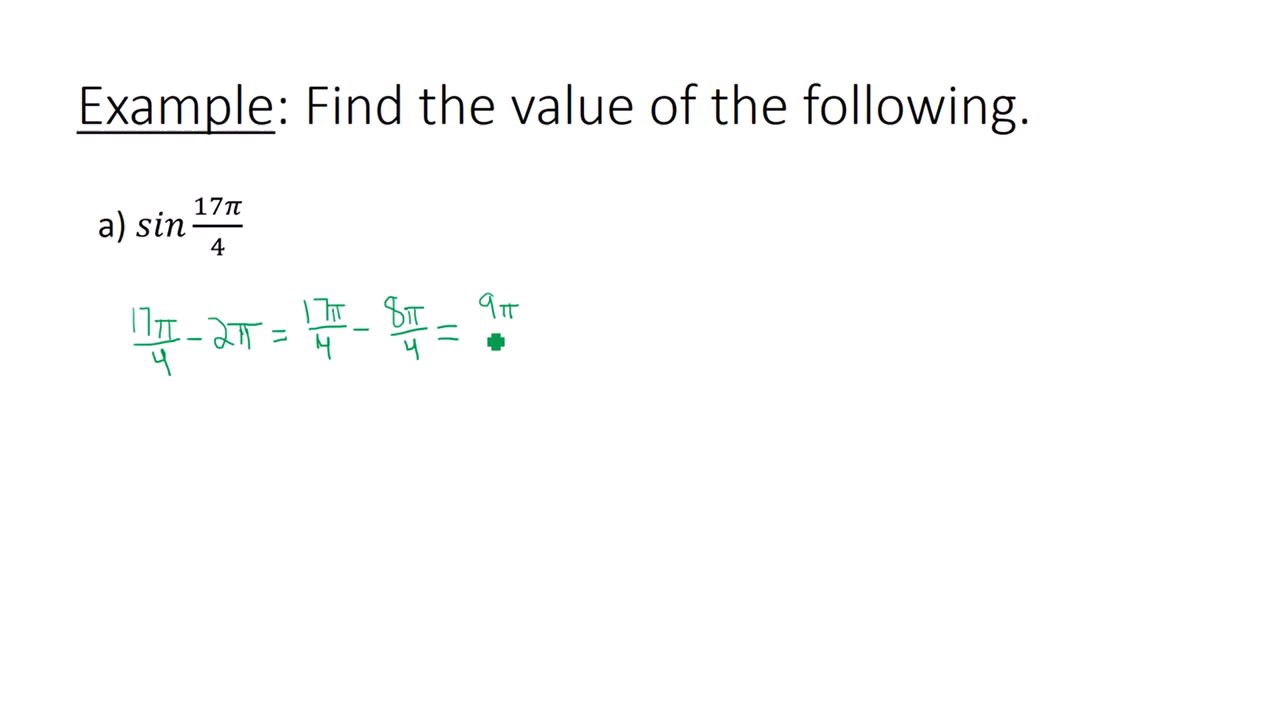 Example: Find the value of the following.
a) sin 17π/4
17π/4 − 2π = 17π/4 − 8π/4 = 9π